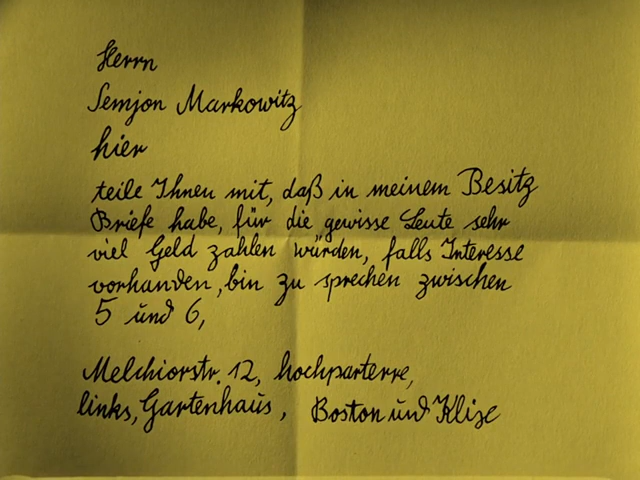 Herrn
Semjon Markowitz
hier
teile Ihnen mit, daß in meinem Besitz
Briefe habe, für die gewisse Leute sehr
viel Geld zahlen würden, falls Interesse
vorhanden, bin zu sprechen zwischen
5 und 6,
Melchiorstr. 12, hochparterre,
links, Gartenhaus, Boston und Klize